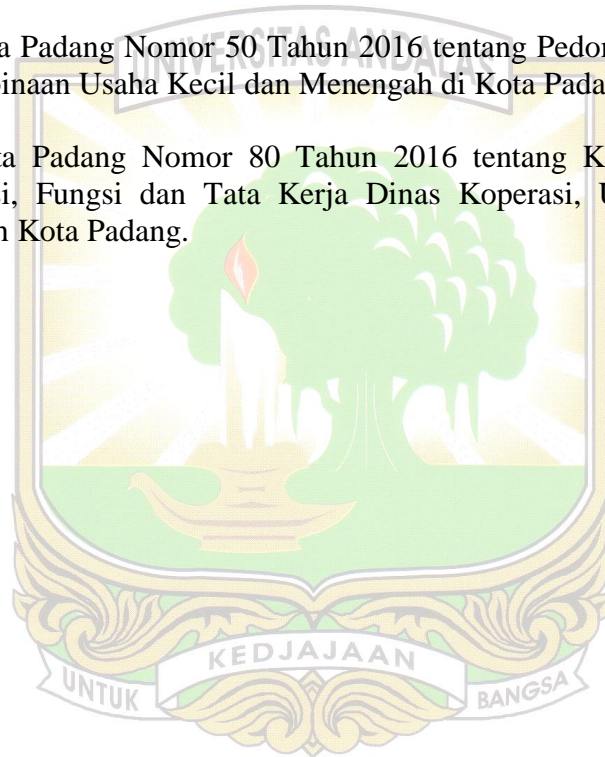 a Padang Nomor 50 Tahun 2016 tentang Pedor
UNIVERSITAS ANDALAS
inaan Usaha Kecil dan Menengah di Kota Pada
ta Padang Nomor 80 Tahun 2016 tentang K
i, Fungsi dan Tata Kerja Dinas Koperasi, U
n Kota Padang.
KEDJAJAAN
UNTUK
BANGSA